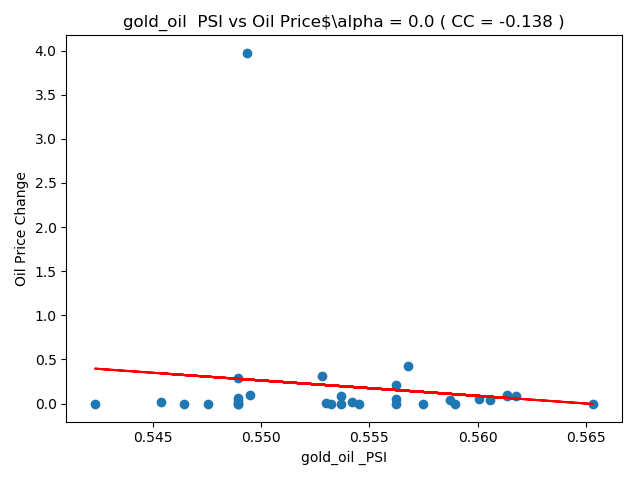 gold_oil  PSI vs Oil Price$\alpha = 0.0 ( CC = -0.138 )
4.0
3.5
3.0
2.5
2.0
1.5
1.0
0.5
0.0
Oil Price Change
0.545 0.550 0.555 0.560 0.565
gold_oil _PSI